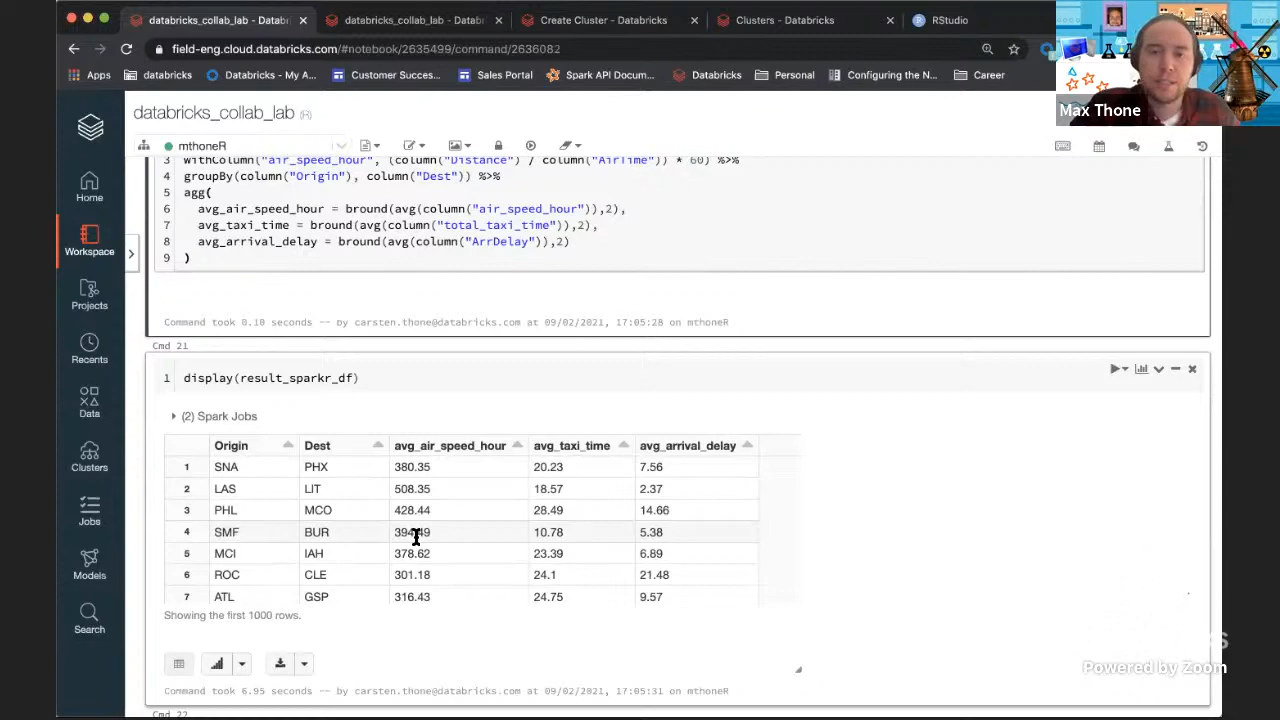 databricks_collab_lab - Datab
databricks_collab_lab - Datab
Create Cluster - Databricks
Clusters - Databricks
RStudio
field-eng.cloud.databricks.com/#notebook/2635499/command/2636082
Apps
databricks
Databricks - My A...
Customer Succes...
Sales Portal
Spark API Docum...
Databricks
Personal
Configuring the N...
Career
Max Thone
databricks_collab_lab (R)
mthoneR
3 withColumn("air_speed_hour", (column("Distance") / column("AirTime")) * 60) %>%
4 groupBy(column("Origin"), column("Dest")) %>%
5 agg(
6 avg_air_speed_hour = bround(avg(column("air_speed_hour")),2),
7 avg_taxi_time = bround(avg(column("total_taxi_time")),2),
8 avg_arrival_delay = bround(avg(column("ArrDelay")),2)
9 )
Command took 0.10 seconds -- by carsten.thone@databricks.com at 09/02/2021, 17:05:28 on mthoneR
Home
Workspace
Projects
Recents
Data
Clusters
Jobs
Models
Search
Cmd 21
1 display(result_sparkr_df)
(2) Spark Jobs
Origin Dest avg_air_speed_hour avg_taxi_time avg_arrival_delay
1 SNA PHX 380.35 20.23 7.56
2 LAS LIT 508.35 18.57 2.37
3 PHL MCO 428.44 28.49 14.66
4 SMF BUR 394.49 10.78 5.38
5 MCI IAH 378.62 23.39 6.89
6 ROC CLE 301.18 24.1 21.48
7 ATL GSP 316.43 24.75 9.57
Showing the first 1000 rows.
Command took 6.95 seconds -- by carsten.thone@databricks.com at 09/02/2021, 17:05:31 on mthoneR
Cmd 22
Powered by Zoom